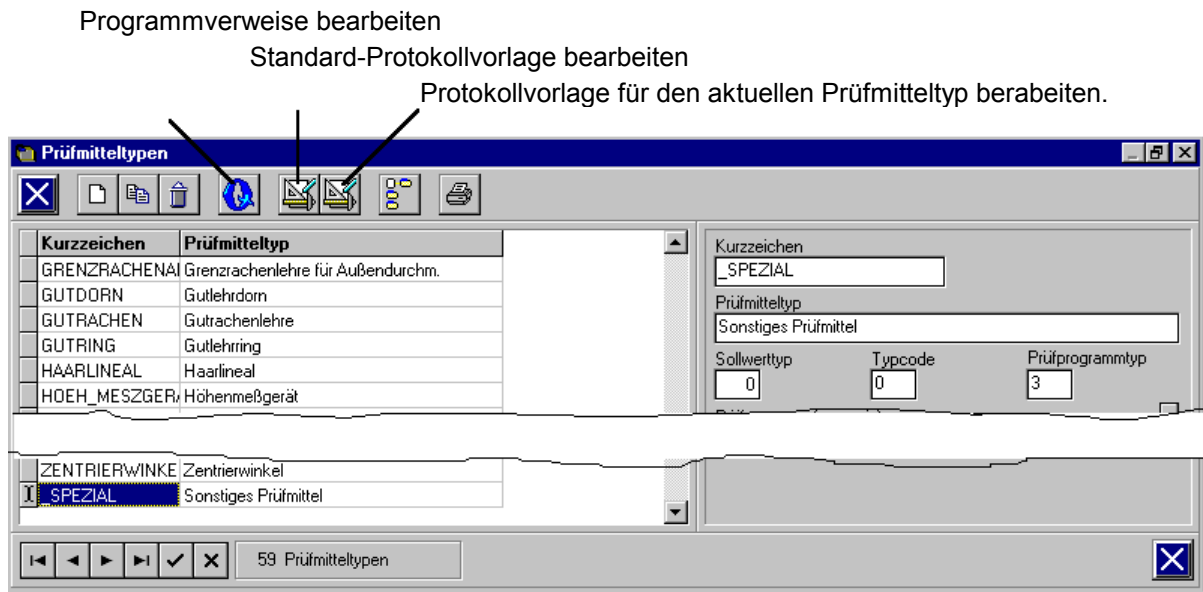 Programmverweise bearbeiten
Standard-Protokollvorlage bearbeiten
Protokollvorlage für den aktuellen Prüfmitteltyp berabeiten.
Prüfmitteltypen
Kurzzeichen Prüfmitteltyp
GRENZRACHENA Grenzrachenlehre für Außendurchm.
GUTDORN Gutlehrdorn
GUTRACHEN Gutrachenlehre
GUTRING Gutlehrring
HAARLINEAL Haarlineal
HOEH_MESZGER Höhenmeßgerät
ZENTRIERWINKE Zentrierwinkel
_SPEZIAL Sonstiges Prüfmittel
Kurzzeichen
_SPEZIAL
Prüfmitteltyp
Sonstiges Prüfmittel
Sollwerttyp Typcode Prüfprogrammtyp
0 0 3
59 Prüfmitteltypen